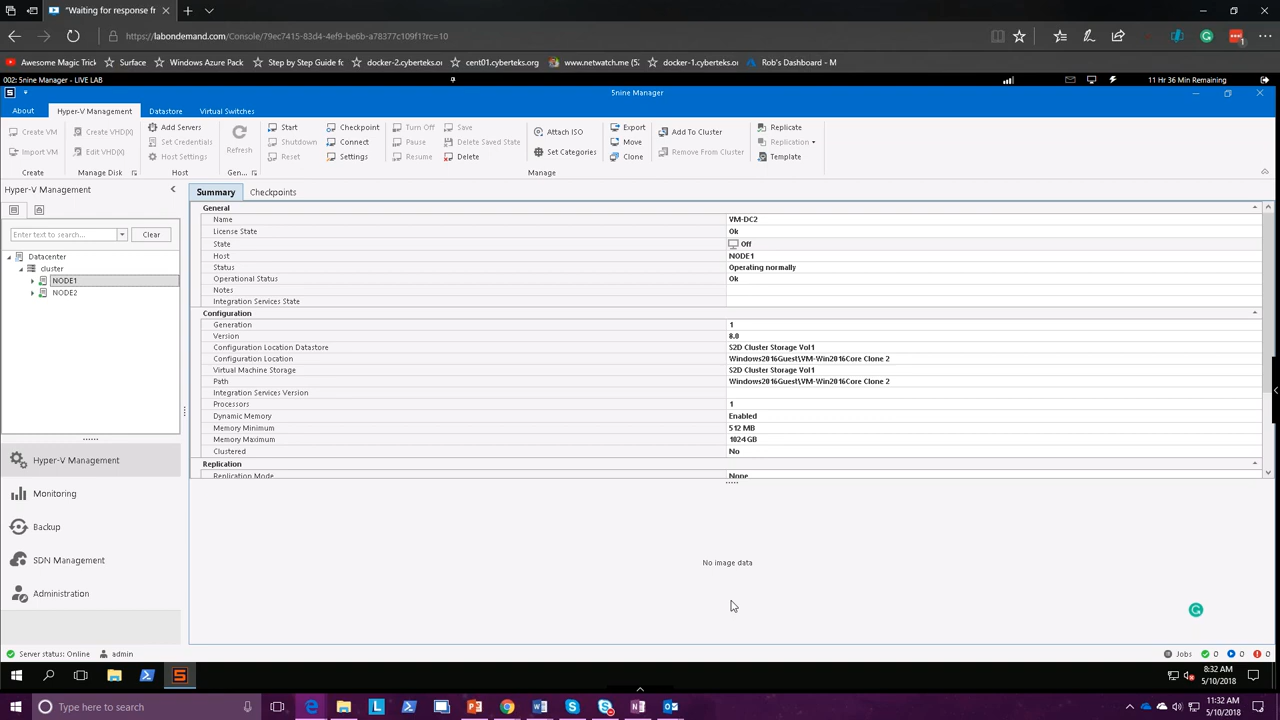 "Waiting for response fr
https://labondemand.com/Console/79ec7415-83d4-4ef9-be6b-a78377c109f1?rc=10
Awesome Magic Trick Surface Windows Azure Pack Step by Step Guide fo docker-2.cyberteks.org cent01.cyberteks.org www.netwatch.me (52 docker-1.cyberteks.org Rob's Dashboard - M
002: 5nine Manager - LIVE LAB 11 Hr 36 Min Remaining
5nine Manager
About Hyper-V Management Datastore Virtual Switches
Create VM Create VHD(X) Add Servers Start Checkpoint Turn Off Save Attach ISO Export Add To Cluster Replicate
Set Credentials Refresh Shutdown Connect Pause Delete Saved State Move Replication
Import VM Edit VHD(X) Host Settings Reset Settings Resume Delete Set Categories Clone Remove From Cluster Template
Create Manage Disk Host Gen... Manage
Hyper-V Management Summary Checkpoints
General
Name VM-DC2
License State Ok
Enter text to search... Clear
State Off
Datacenter Host NODE1
cluster Status Operating normally
NODE1 Operational Status Ok
NODE2 Notes
Integration Services State
Configuration
Generation 1
Version 8.0
Configuration Location Datastore S2D Cluster Storage Vol1
Configuration Location Windows2016Guest\VM-Win2016Core Clone 2
Virtual Machine Storage S2D Cluster Storage Vol1
Path Windows2016Guest\VM-Win2016Core Clone 2
Integration Services Version
Processors 1
Dynamic Memory Enabled
Memory Minimum 512 MB
Memory Maximum 1024 GB
Clustered No
Replication
Replication Mode None
Hyper-V Management
Monitoring
Backup
SDN Management
Administration
No image data
Server status: Online admin Jobs 0 0 0
8:32 AM
5/10/2018
Type here to search
11:32 AM
5/10/2018